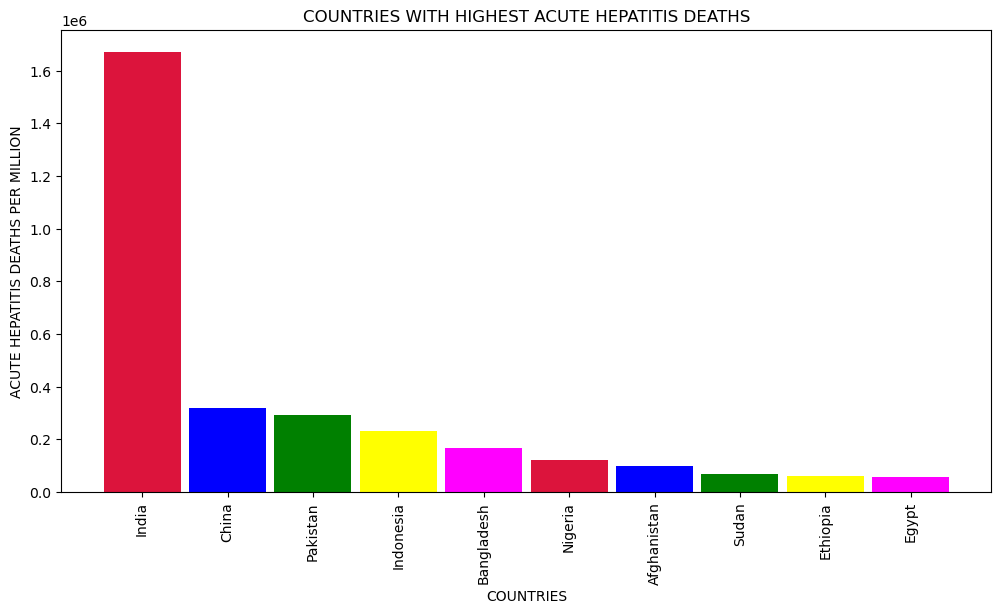 COUNTRIES WITH HIGHEST ACUTE HEPATITIS DEATHS
1e6
ACUTE HEPATITIS DEATHS PER MILLION
1.6
1.4
1.2
1.0
0.8
0.6
0.4
0.2
0.0
India
China
Pakistan
Indonesia
Bangladesh
Nigeria
Afghanistan
Sudan
Ethiopia
Egypt
COUNTRIES